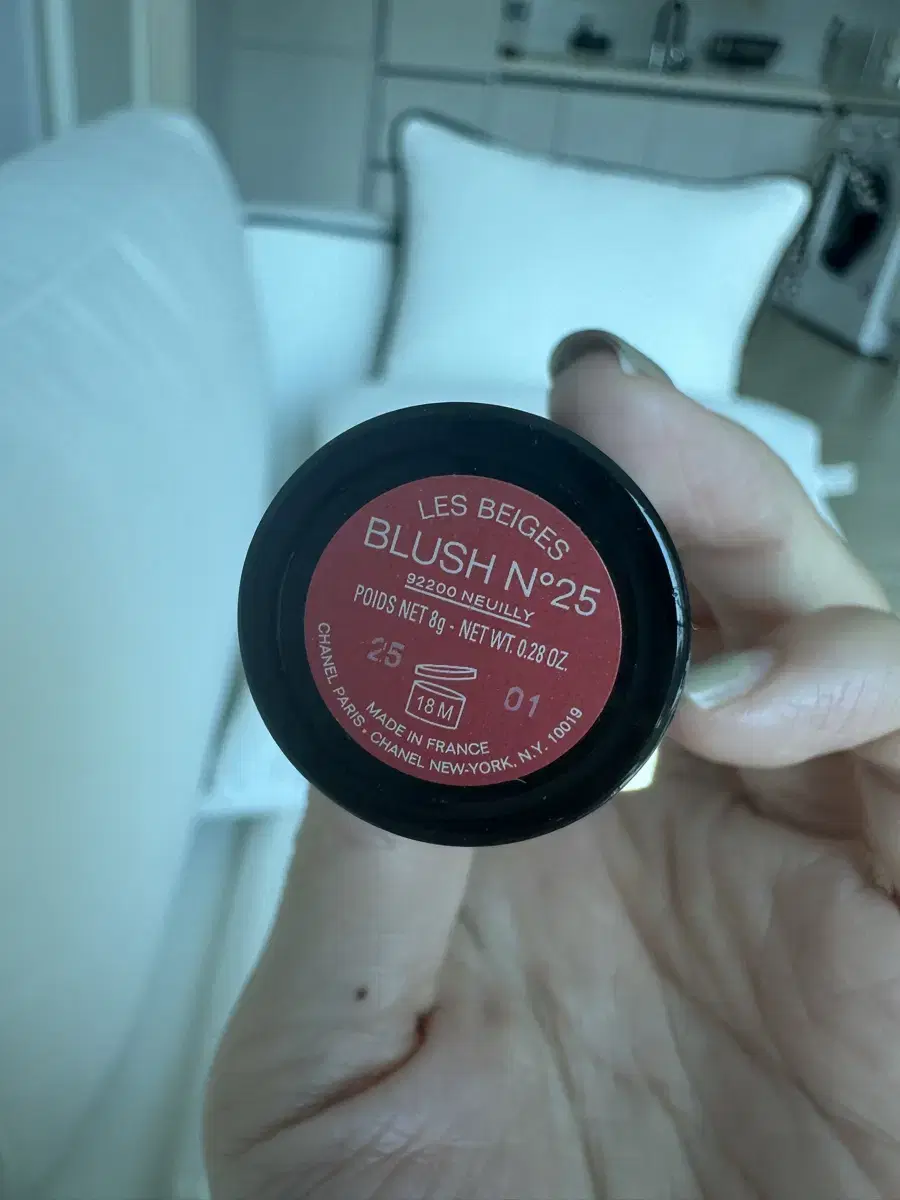 LES BEIGES
BLUSH N°25
92200 NEUILLY
POIDS NET 8g - NET WT. 0.28 OZ.
25
01
18 M
MADE IN FRANCE
CHANEL PARIS • CHANEL NEW-YORK, N.Y. 10019